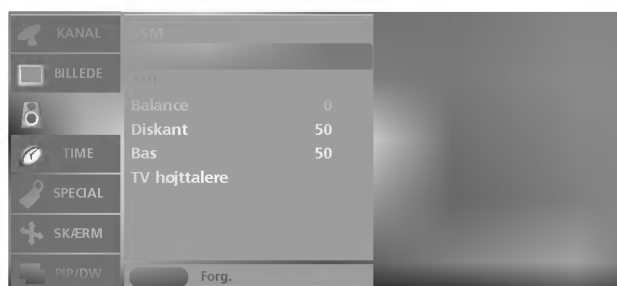 KANAL
BILLEDE
TIME
SPECIAL
SKÆRM
PIP/DW
SSM
AVL
Balance 0
Diskant 50
Bas 50
TV højttalere
Forg.